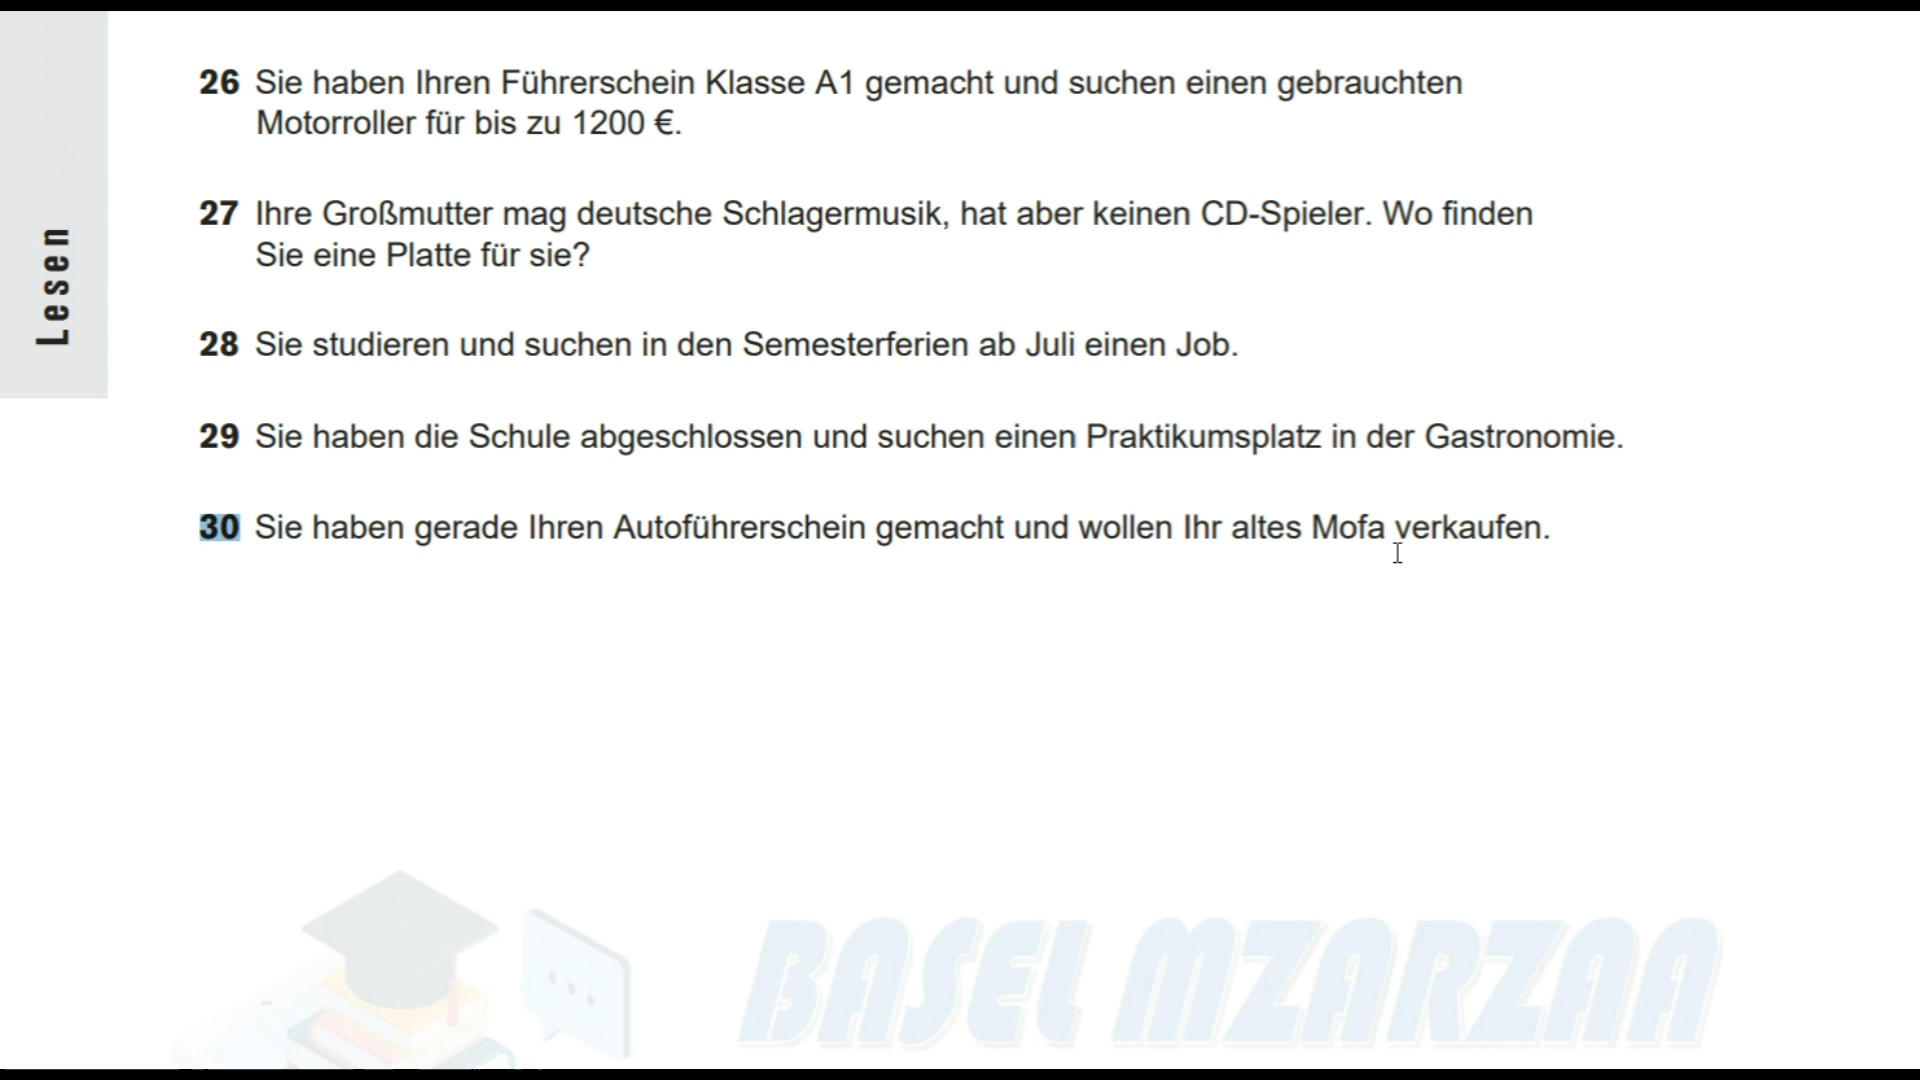 Lesen
26 Sie haben Ihren Führerschein Klasse A1 gemacht und suchen einen gebrauchten
Motorroller für bis zu 1200 €.
27 Ihre Großmutter mag deutsche Schlagermusik, hat aber keinen CD-Spieler. Wo finden
Sie eine Platte für sie?
28 Sie studieren und suchen in den Semesterferien ab Juli einen Job.
29 Sie haben die Schule abgeschlossen und suchen einen Praktikumsplatz in der Gastronomie.
30 Sie haben gerade Ihren Autoführerschein gemacht und wollen Ihr altes Mofa verkaufen.
BASEL MZARZAA